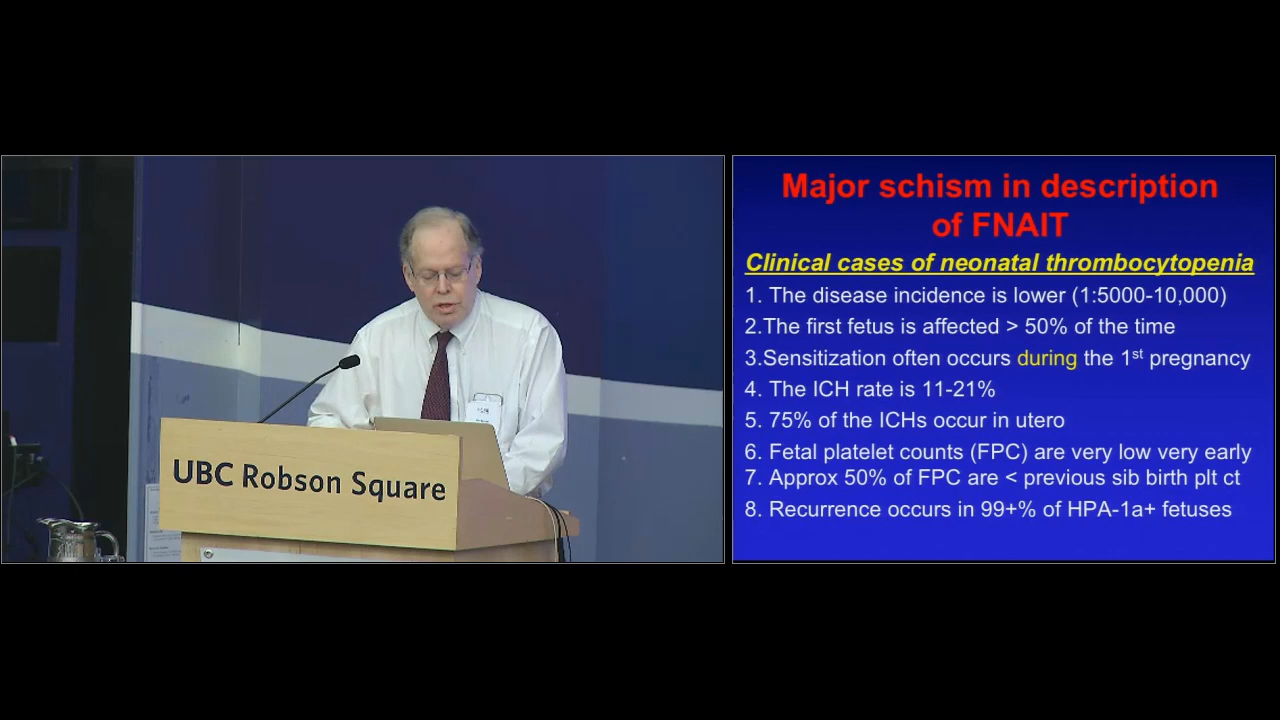 UBC Robson Square
Major schism in description
of FNAIT
Clinical cases of neonatal thrombocytopenia
1. The disease incidence is lower (1:5000-10,000)
2.The first fetus is affected > 50% of the time
3.Sensitization often occurs during the 1st pregnancy
4. The ICH rate is 11-21%
5. 75% of the ICHs occur in utero
6. Fetal platelet counts (FPC) are very low very early
7. Approx 50% of FPC are < previous sib birth plt ct
8. Recurrence occurs in 99+% of HPA-1a+ fetuses